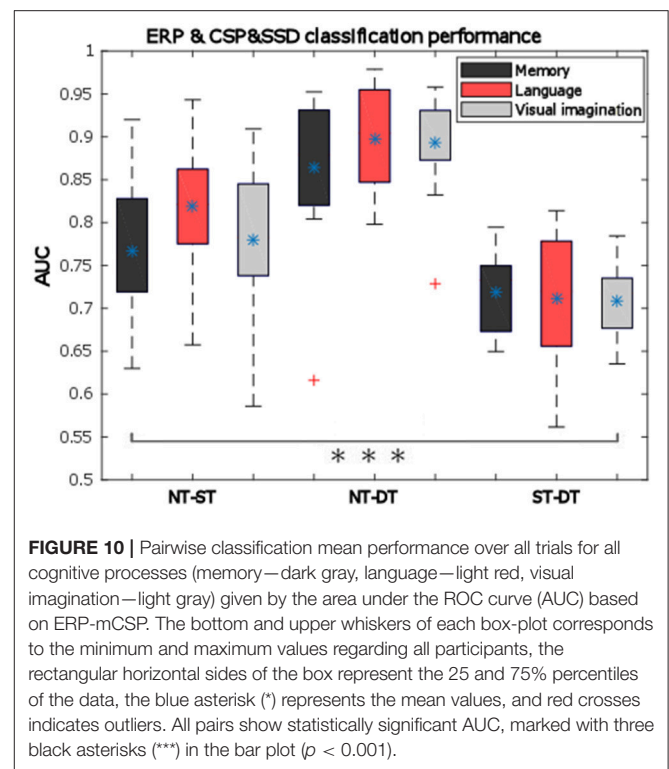 ERP & CSP&SSD classification performance
Memory
Language
Visual imagination
AUC
1
0.95
0.9
0.85
0.8
0.75
0.7
0.65
0.6
0.55
0.5
* * *
NT-ST NT-DT ST-DT
FIGURE 10 | Pairwise classification mean performance over all trials for all
cognitive processes (memory—dark gray, language—light red, visual
imagination—light gray) given by the area under the ROC curve (AUC) based
on ERP-mCSP. The bottom and upper whiskers of each box-plot corresponds
to the minimum and maximum values regarding all participants, the
rectangular horizontal sides of the box represent the 25 and 75% percentiles
of the data, the blue asterisk (*) represents the mean values, and red crosses
indicates outliers. All pairs show statistically significant AUC, marked with three
black asterisks (***) in the bar plot (p < 0.001).